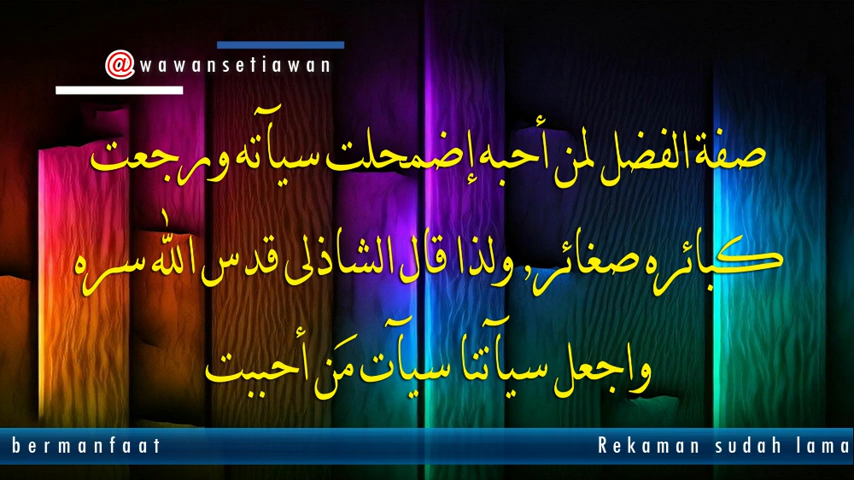 @wawansetiawan
صفة الفضل لمن أحبه إضمحلت سيآته ورجعت
كبائره صغائر, ولذا قال الشاذلى قدس الله سره
واجعل سيآتنا سيآت مَن أحببت
bermanfaat Rekaman sudah lama